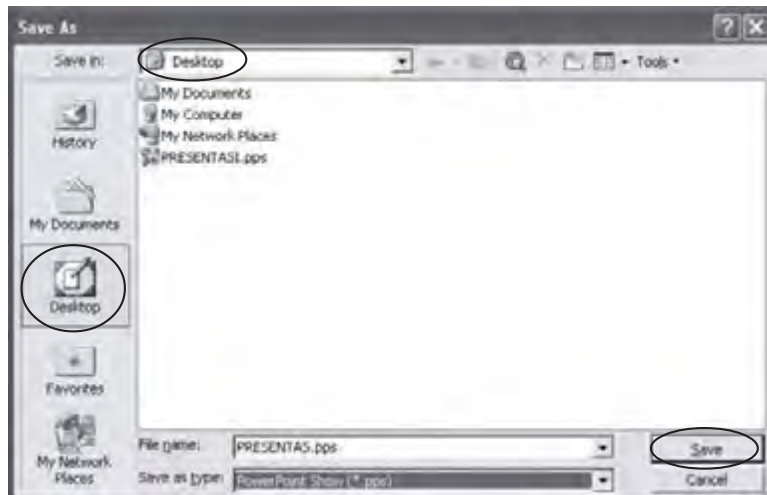 Save As
Save in:
Desktop
Tools
History
My Documents
Desktop
Favorites
My Network
Places
My Documents
My Computer
My Network Places
PRESENTASI.pps
File name:
PRESENTAS.pps
Save
Save as type:
PowerPoint Show (*.pps)
Cancel